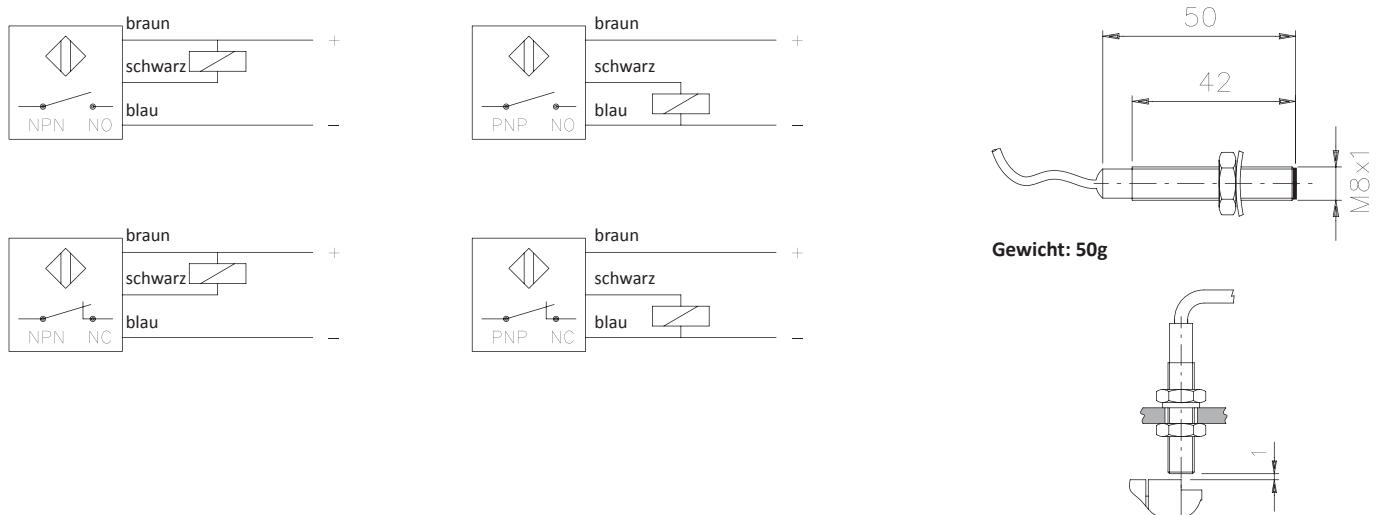 braun
+
schwarz
blau
NPN NO
−
braun
+
schwarz
blau
PNP NO
−
braun
+
schwarz
blau
NPN NC
−
braun
+
schwarz
blau
PNP NC
−
50
42
M8x1
Gewicht: 50g
1